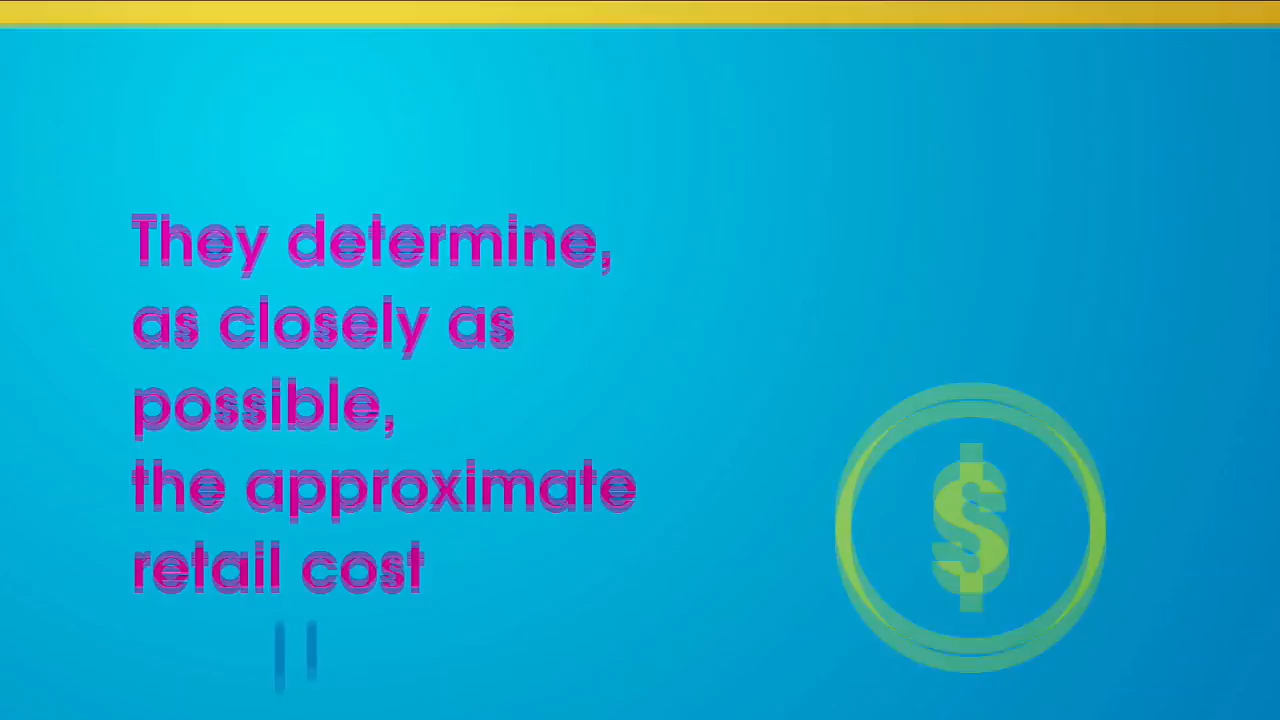 They determine,
as closely as
possible,
the approximate
retail cost
$